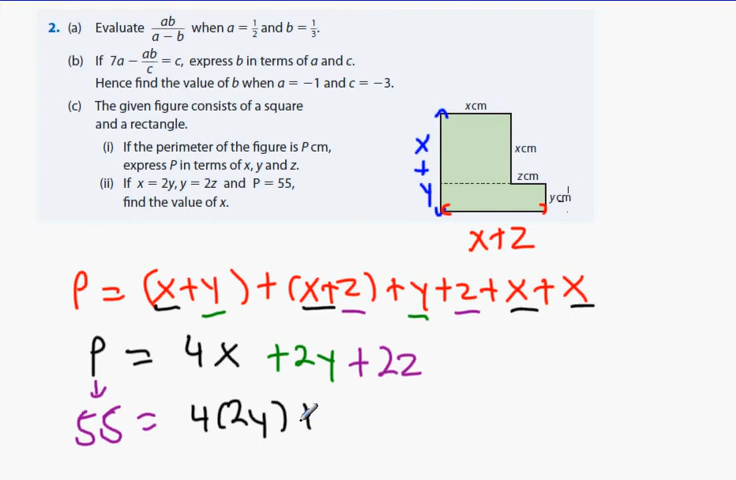 2. (a) Evaluate ab/(a − b) when a = 1/2 and b = 1/3.
(b) If 7a − ab/c = c, express b in terms of a and c.
Hence find the value of b when a = −1 and c = −3.
(c) The given figure consists of a square
and a rectangle.
(i) If the perimeter of the figure is P cm,
express P in terms of x, y and z.
(ii) If x = 2y, y = 2z and P = 55,
find the value of x.
xcm
xcm
zcm
ycm
x + y
x+z
P = (x+y)+(x+z)+y+z+x+x
P = 4x +2y+2z
55 = 4(2y)